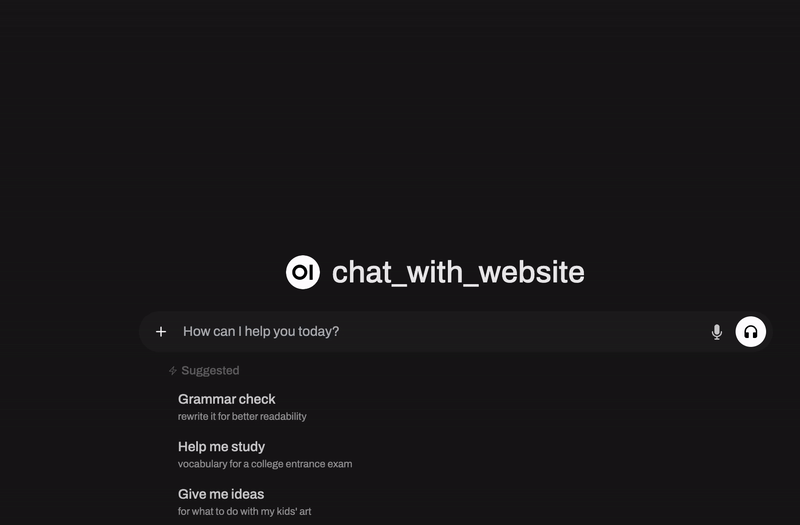 OI chat_with_website
How can I help you today?
Suggested
Grammar check
rewrite it for better readability
Help me study
vocabulary for a college entrance exam
Give me ideas
for what to do with my kids' art